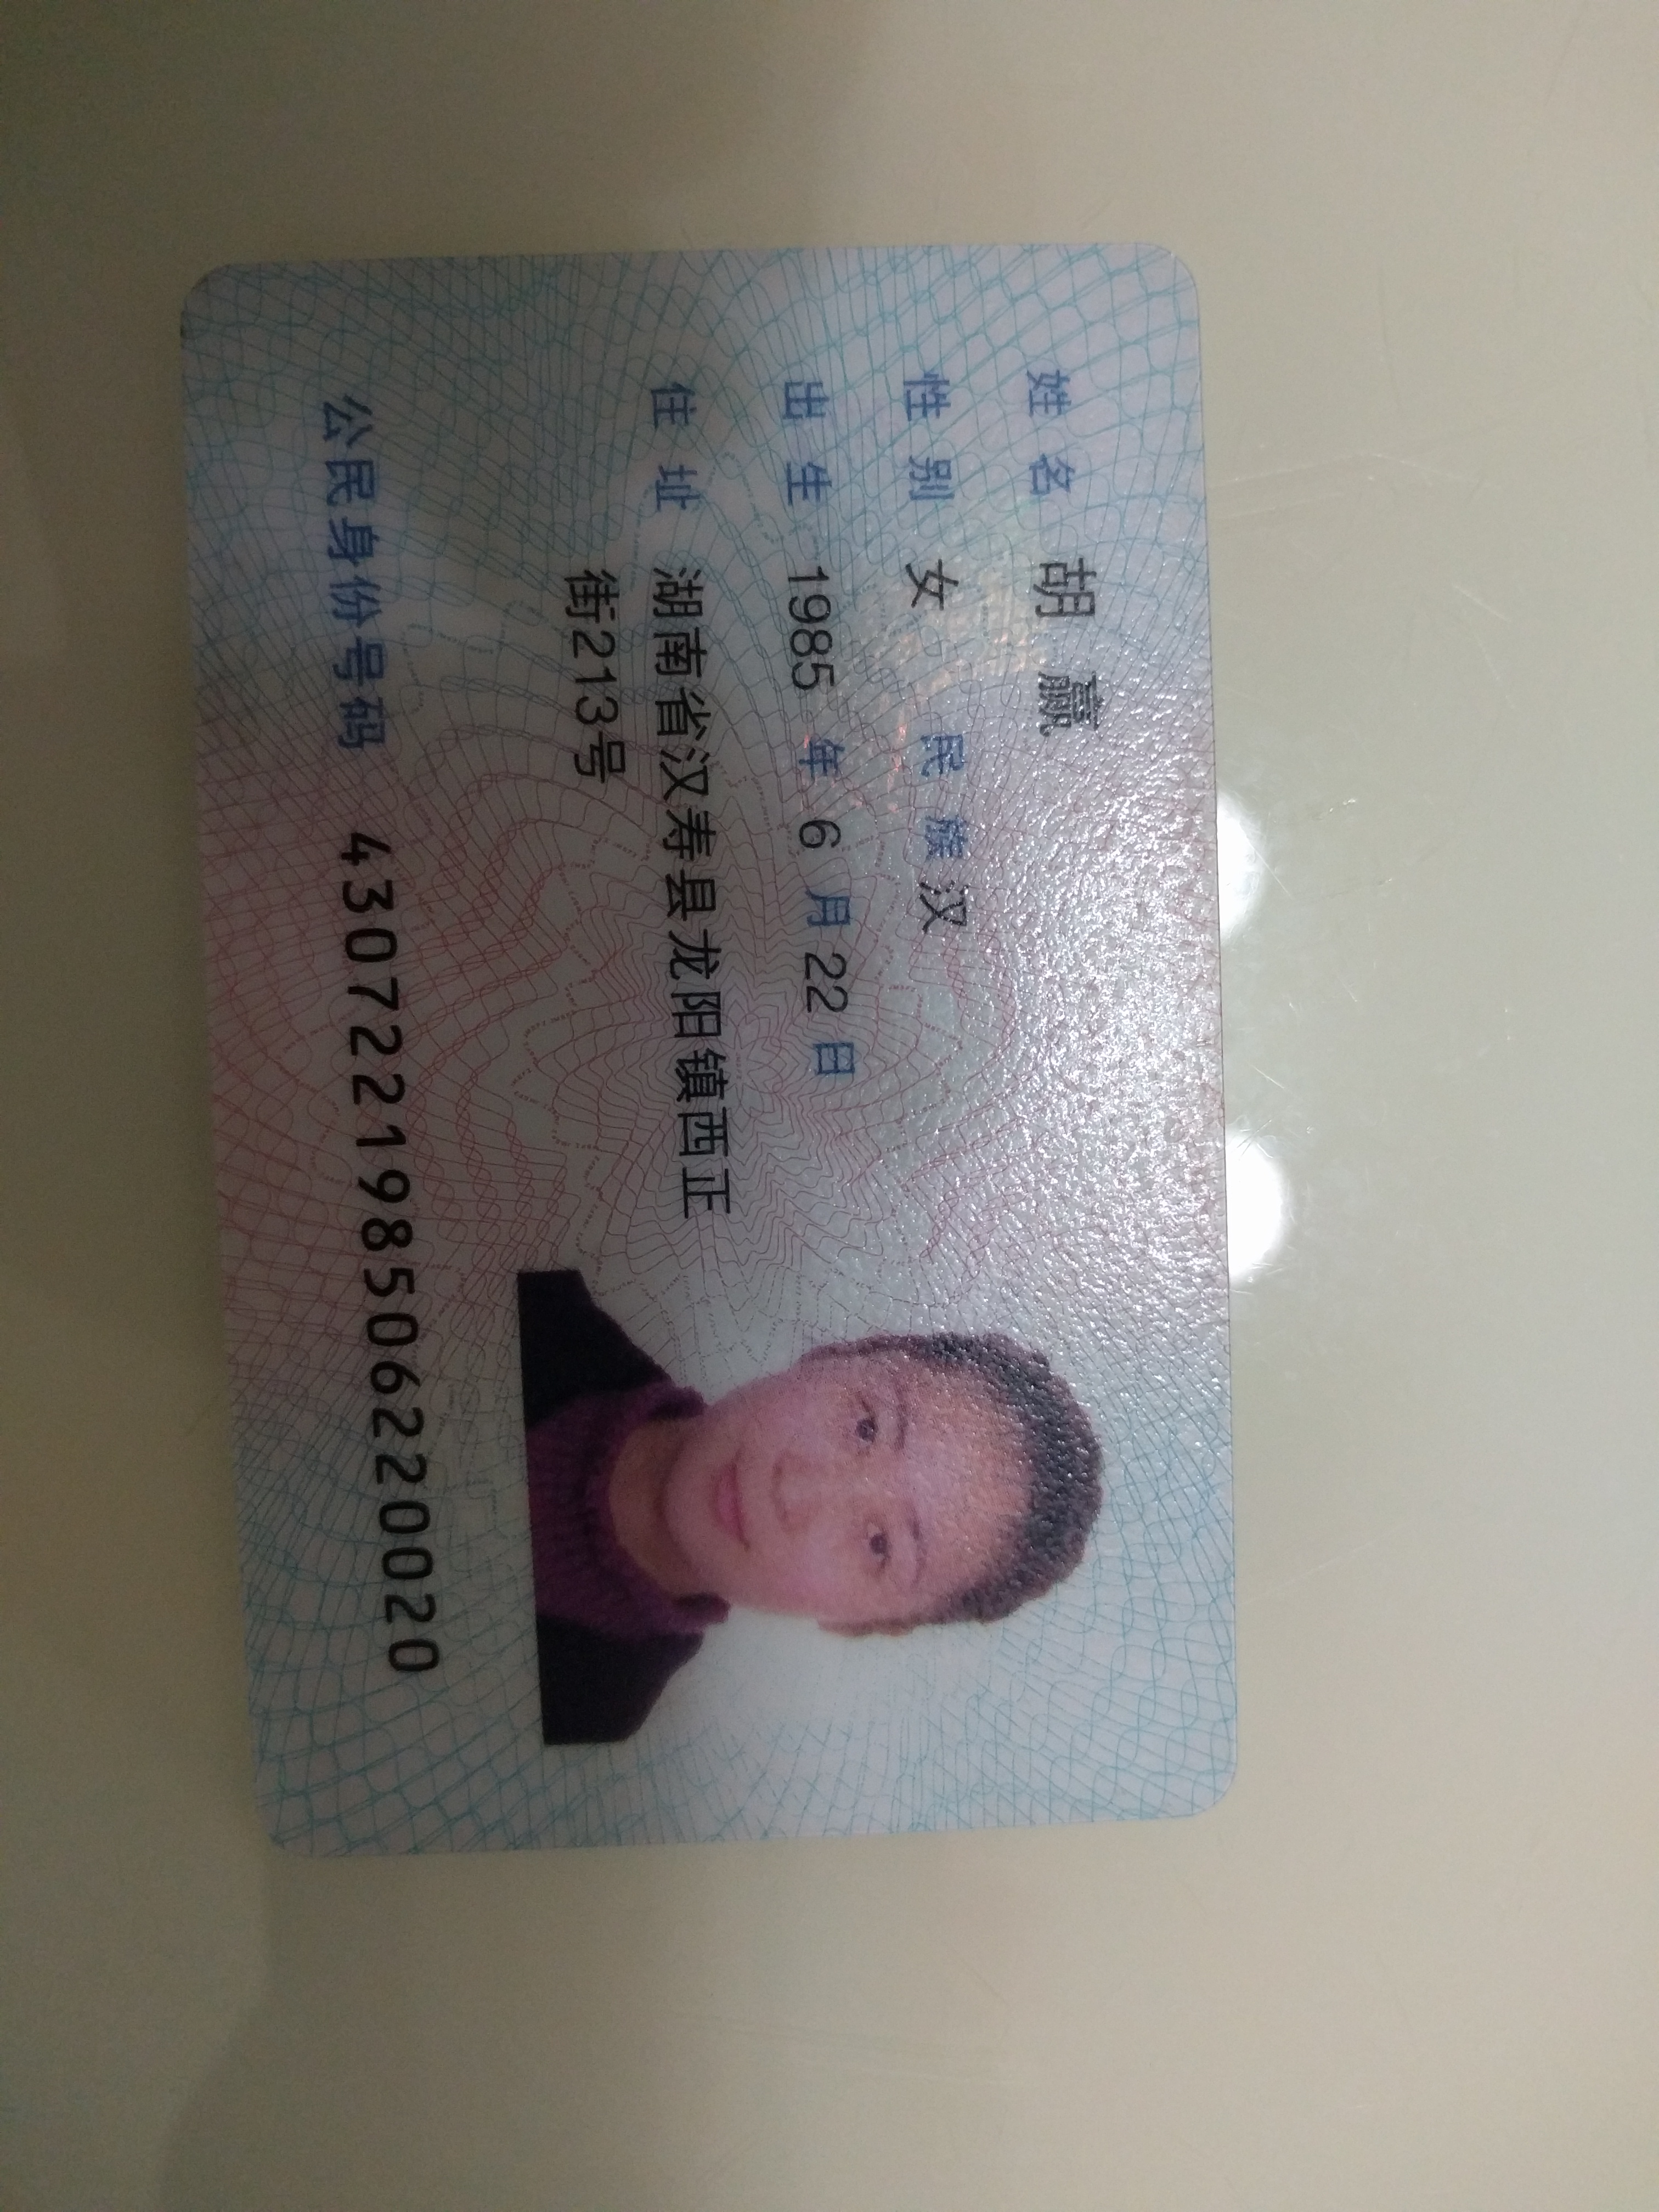 姓名 胡赢
性别 女 民族 汉
出生 1985 年 6 月 22 日
住址 湖南省汉寿县龙阳镇西正
街213号
公民身份号码 430722198506220020